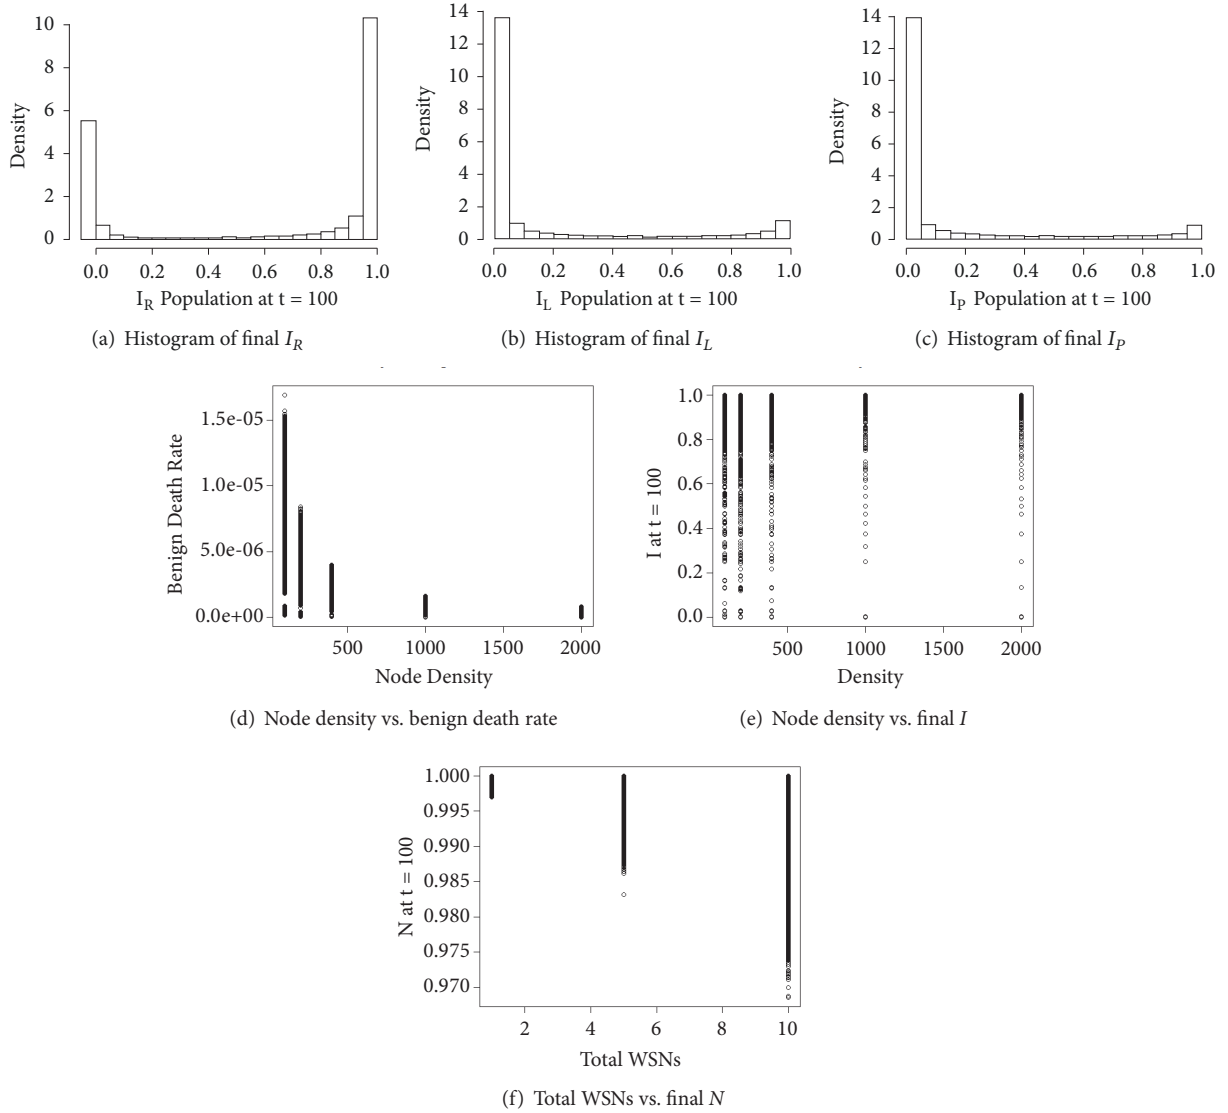 10
8
6
4
2
0
Density
0.0 0.2 0.4 0.6 0.8 1.0
I_R Population at t = 100
(a) Histogram of final I_R
14
12
10
8
6
4
2
0
Density
0.0 0.2 0.4 0.6 0.8 1.0
I_L Population at t = 100
(b) Histogram of final I_L
14
12
10
8
6
4
2
0
Density
0.0 0.2 0.4 0.6 0.8 1.0
I_P Population at t = 100
(c) Histogram of final I_P
1.5e-05
1.0e-05
5.0e-06
0.0e+00
Benign Death Rate
500 1000 1500 2000
Node Density
(d) Node density vs. benign death rate
1.0
0.8
0.6
0.4
0.2
0.0
I at t = 100
500 1000 1500 2000
Density
(e) Node density vs. final I
1.000
0.995
0.990
0.985
0.980
0.975
0.970
N at t = 100
2 4 6 8 10
Total WSNs
(f) Total WSNs vs. final N